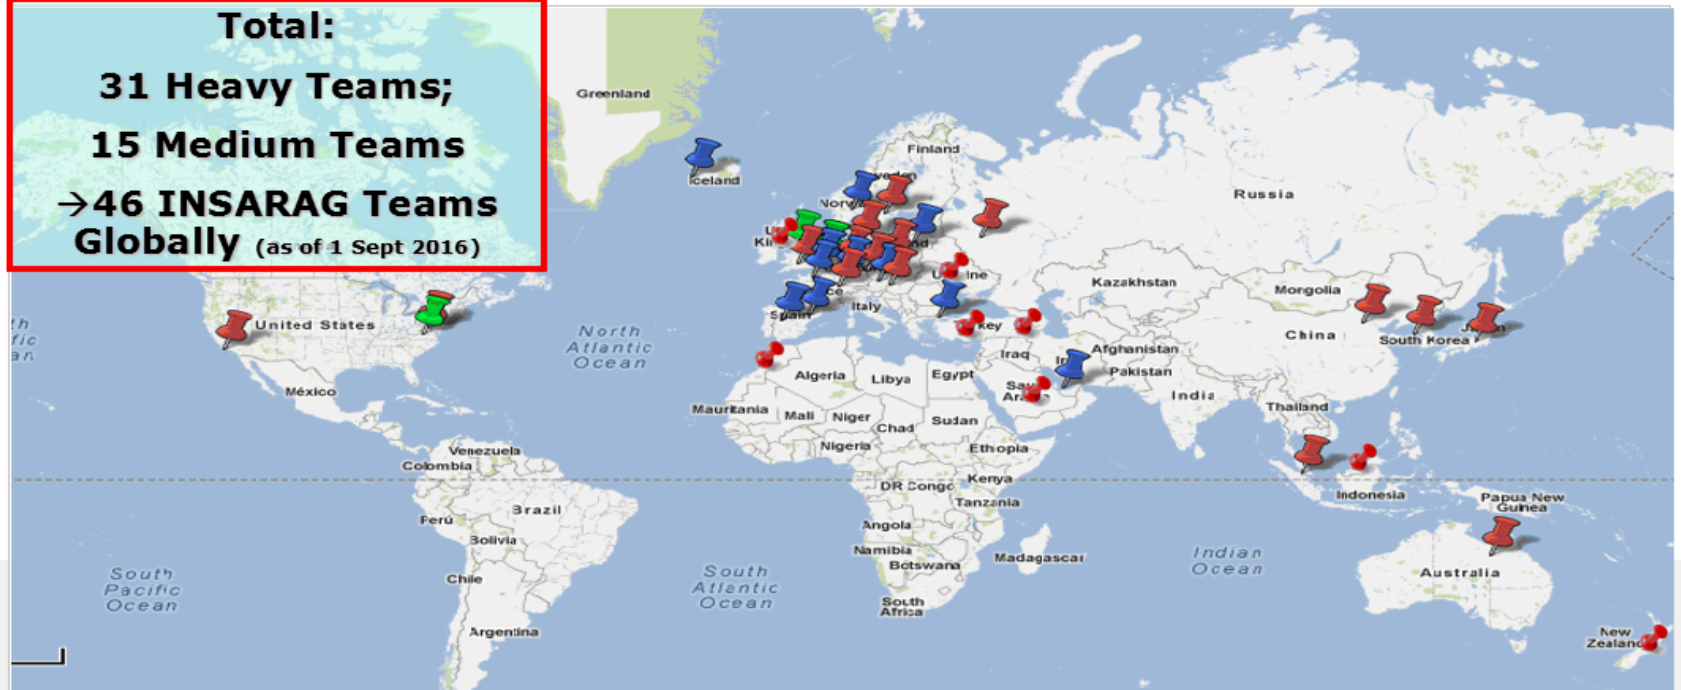 Total:
31 Heavy Teams;
15 Medium Teams
→46 INSARAG Teams
Globally (as of 1 Sept 2016)
Greenland
Iceland
Finland
Russia
Kazakhstan
Mongolia
China
South Korea
Afghanistan
Pakistan
India
Thailand
Iraq
Italy
United States
México
North
Atlantic
Ocean
Algeria
Libya
Egypt
Mauritania
Mali
Niger
Chad
Sudan
Nigeria
Ethiopia
Venezuela
Colombia
DR Congo
Kenya
Tanzania
Indonesia
Papua New
Guinea
Perú
Brazil
Bolivia
Angola
Namibia
Botswana
Madagascar
South
Africa
Chile
Argentina
South
Pacific
Ocean
South
Atlantic
Ocean
Indian
Ocean
Australia
New
Zealand